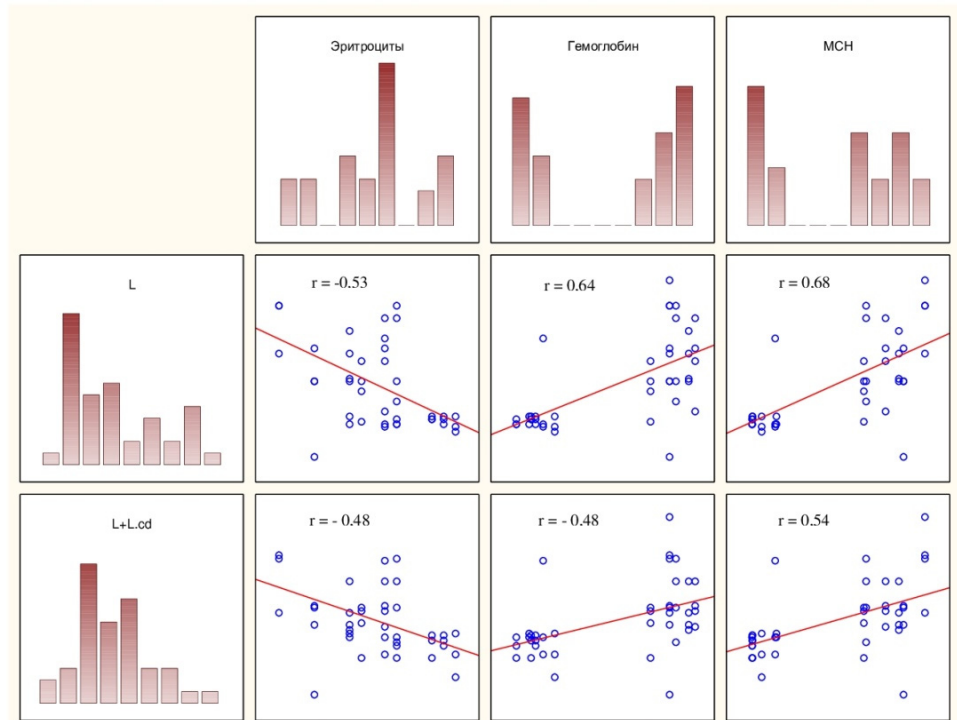 Эритроциты
Гемоглобин
MCH
L
r = -0.53
r = 0.64
r = 0.68
L+L.cd
r = - 0.48
r = - 0.48
r = 0.54